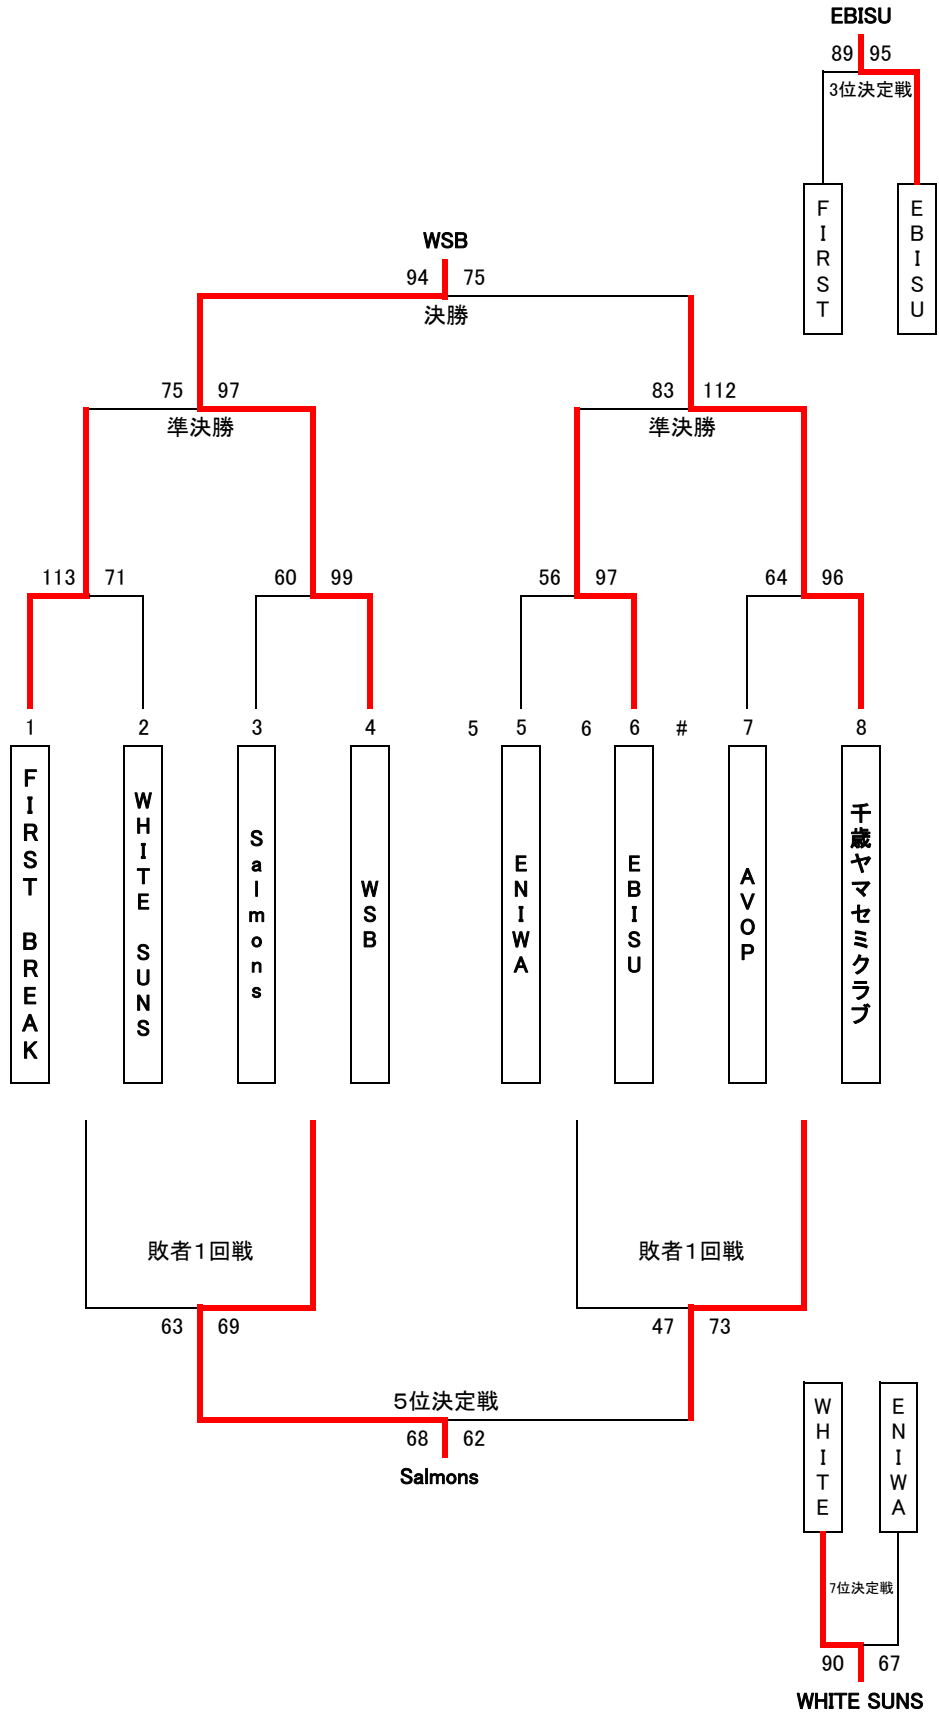 EBISU
89 95
3位決定戦
FIRST
EBISU
WSB
94 75
決勝
75 97
準決勝
83 112
準決勝
113 71
60 99
56 97
64 96
1 2 3 4 5 5 6 6 # 7 8
FIRST BREAK
WHITE SUNS
Salmons
WSB
ENIWA
EBISU
AVOP
千歳ヤマセミクラブ
敗者1回戦
敗者1回戦
63 69
47 73
5位決定戦
68 62
Salmons
WHITE
ENIWA
7位決定戦
90 67
WHITE SUNS